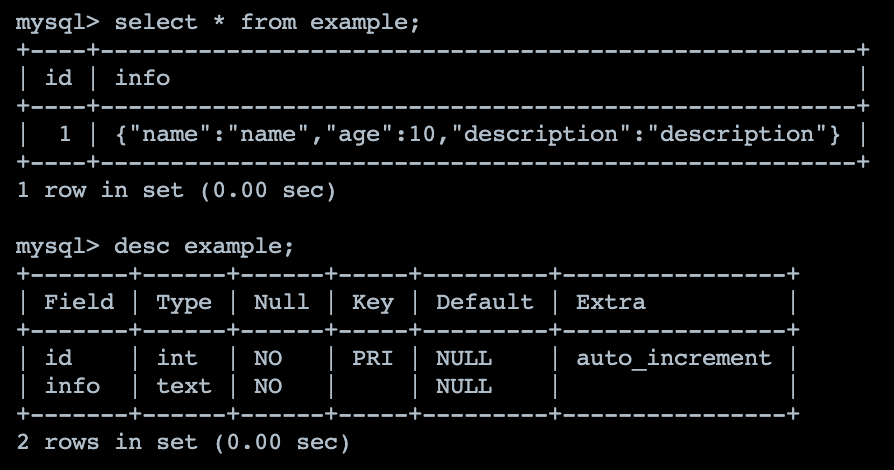 mysql> select * from example;
+----+------------------------------------------------------+
| id | info                                                 |
+----+------------------------------------------------------+
|  1 | {"name":"name","age":10,"description":"description"} |
+----+------------------------------------------------------+
1 row in set (0.00 sec)

mysql> desc example;
+-------+------+------+-----+---------+----------------+
| Field | Type | Null | Key | Default | Extra          |
+-------+------+------+-----+---------+----------------+
| id    | int  | NO   | PRI | NULL    | auto_increment |
| info  | text | NO   |     | NULL    |                |
+-------+------+------+-----+---------+----------------+
2 rows in set (0.00 sec)